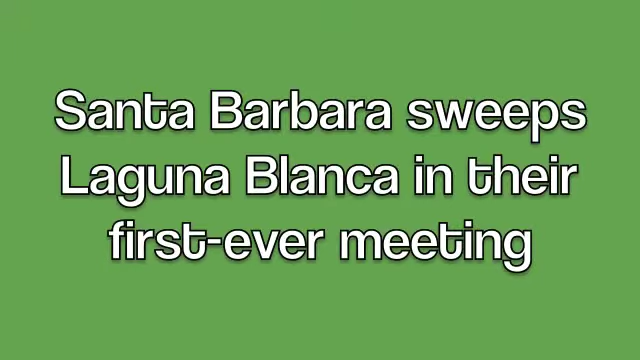 Santa Barbara sweeps
Laguna Blanca in their
first-ever meeting